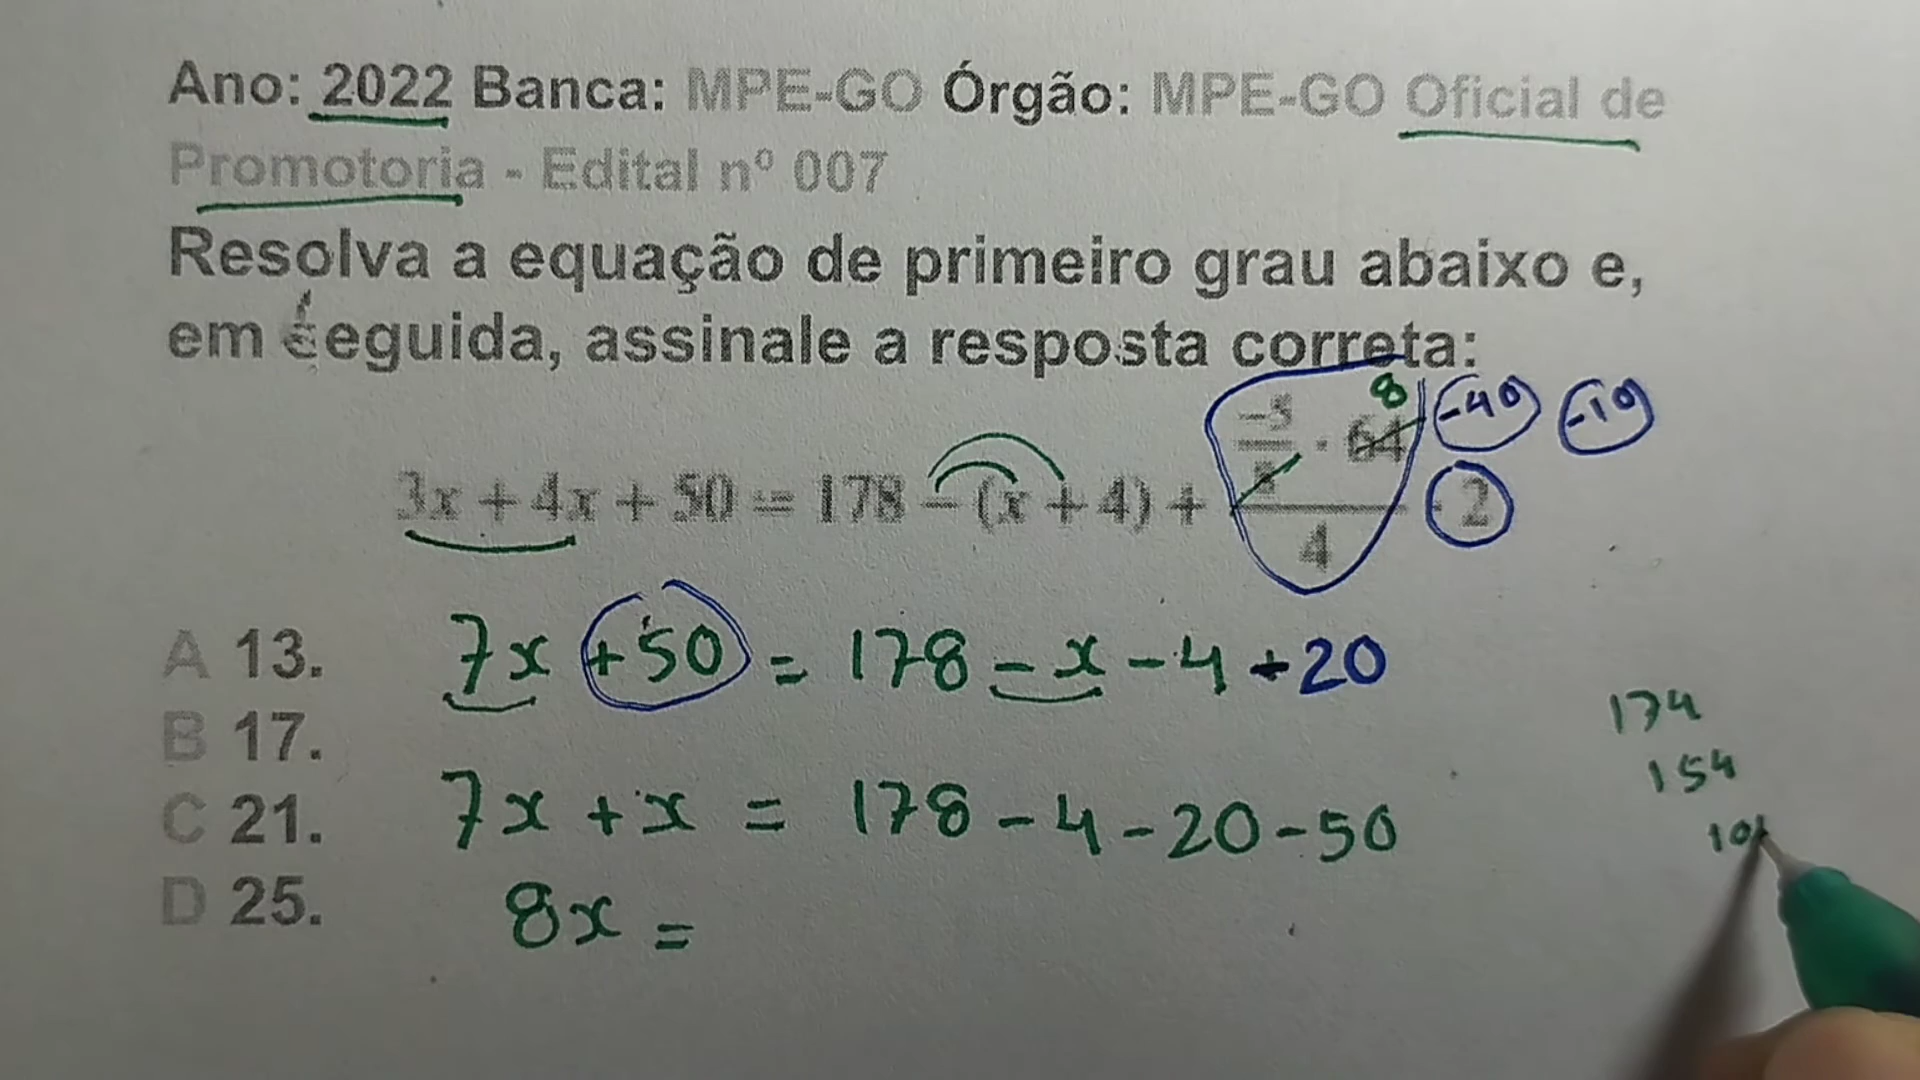 Ano: 2022 Banca: MPE-GO Órgão: MPE-GO Oficial de
Promotoria - Edital nº 007
Resolva a equação de primeiro grau abaixo e,
em seguida, assinale a resposta correta:
8 -40 -10
-5/8 · 64
3x + 4x + 50 = 178 - (x + 4) + ─── · 2
4
A 13. 7x + 50 = 178 - x - 4 - 20
174
B 17.
154
C 21. 7x + x = 178 - 4 - 20 - 50
D 25. 8x =